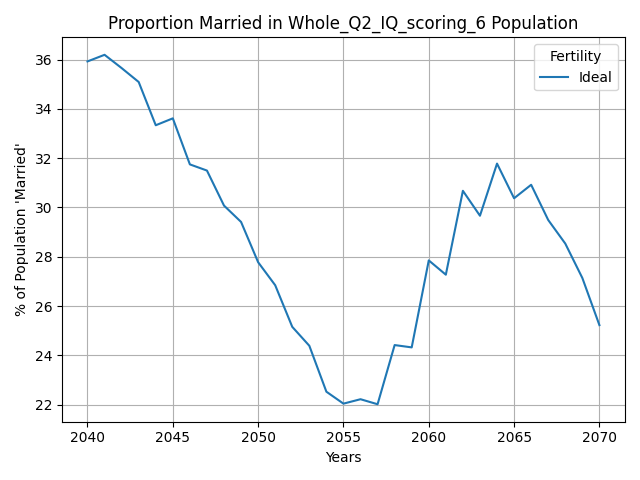 Proportion Married in Whole_Q2_IQ_scoring_6 Population
% of Population 'Married'
36
34
32
30
28
26
24
22
Fertility
Ideal
2040 2045 2050 2055 2060 2065 2070
Years